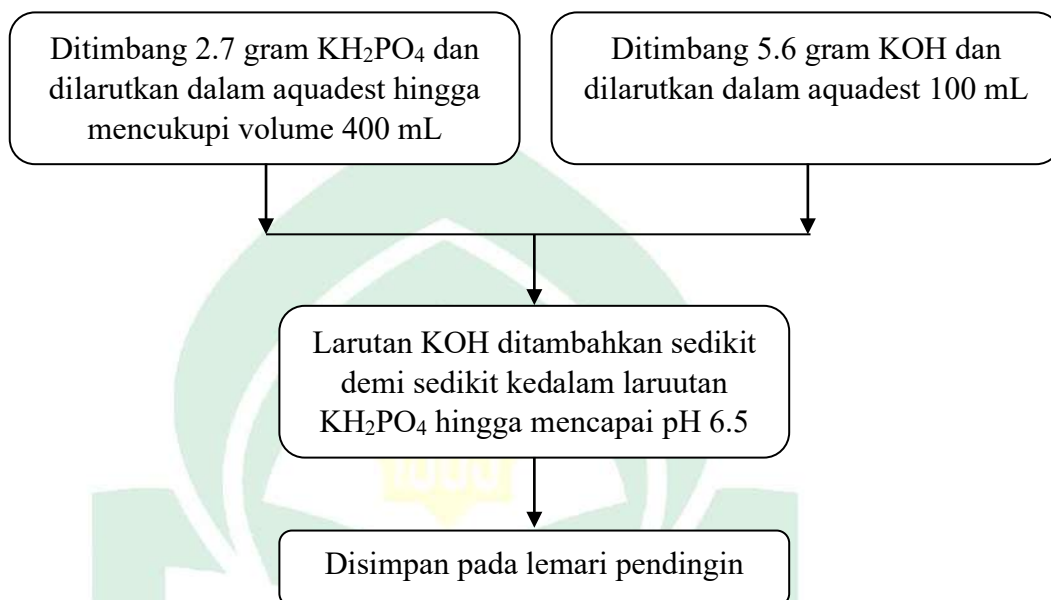 Ditimbang 2.7 gram KH₂PO₄ dan
dilarutkan dalam aquadest hingga
mencukupi volume 400 mL
Ditimbang 5.6 gram KOH dan
dilarutkan dalam aquadest 100 mL
Larutan KOH ditambahkan sedikit
demi sedikit kedalam laruutan
KH₂PO₄ hingga mencapai pH 6.5
Disimpan pada lemari pendingin